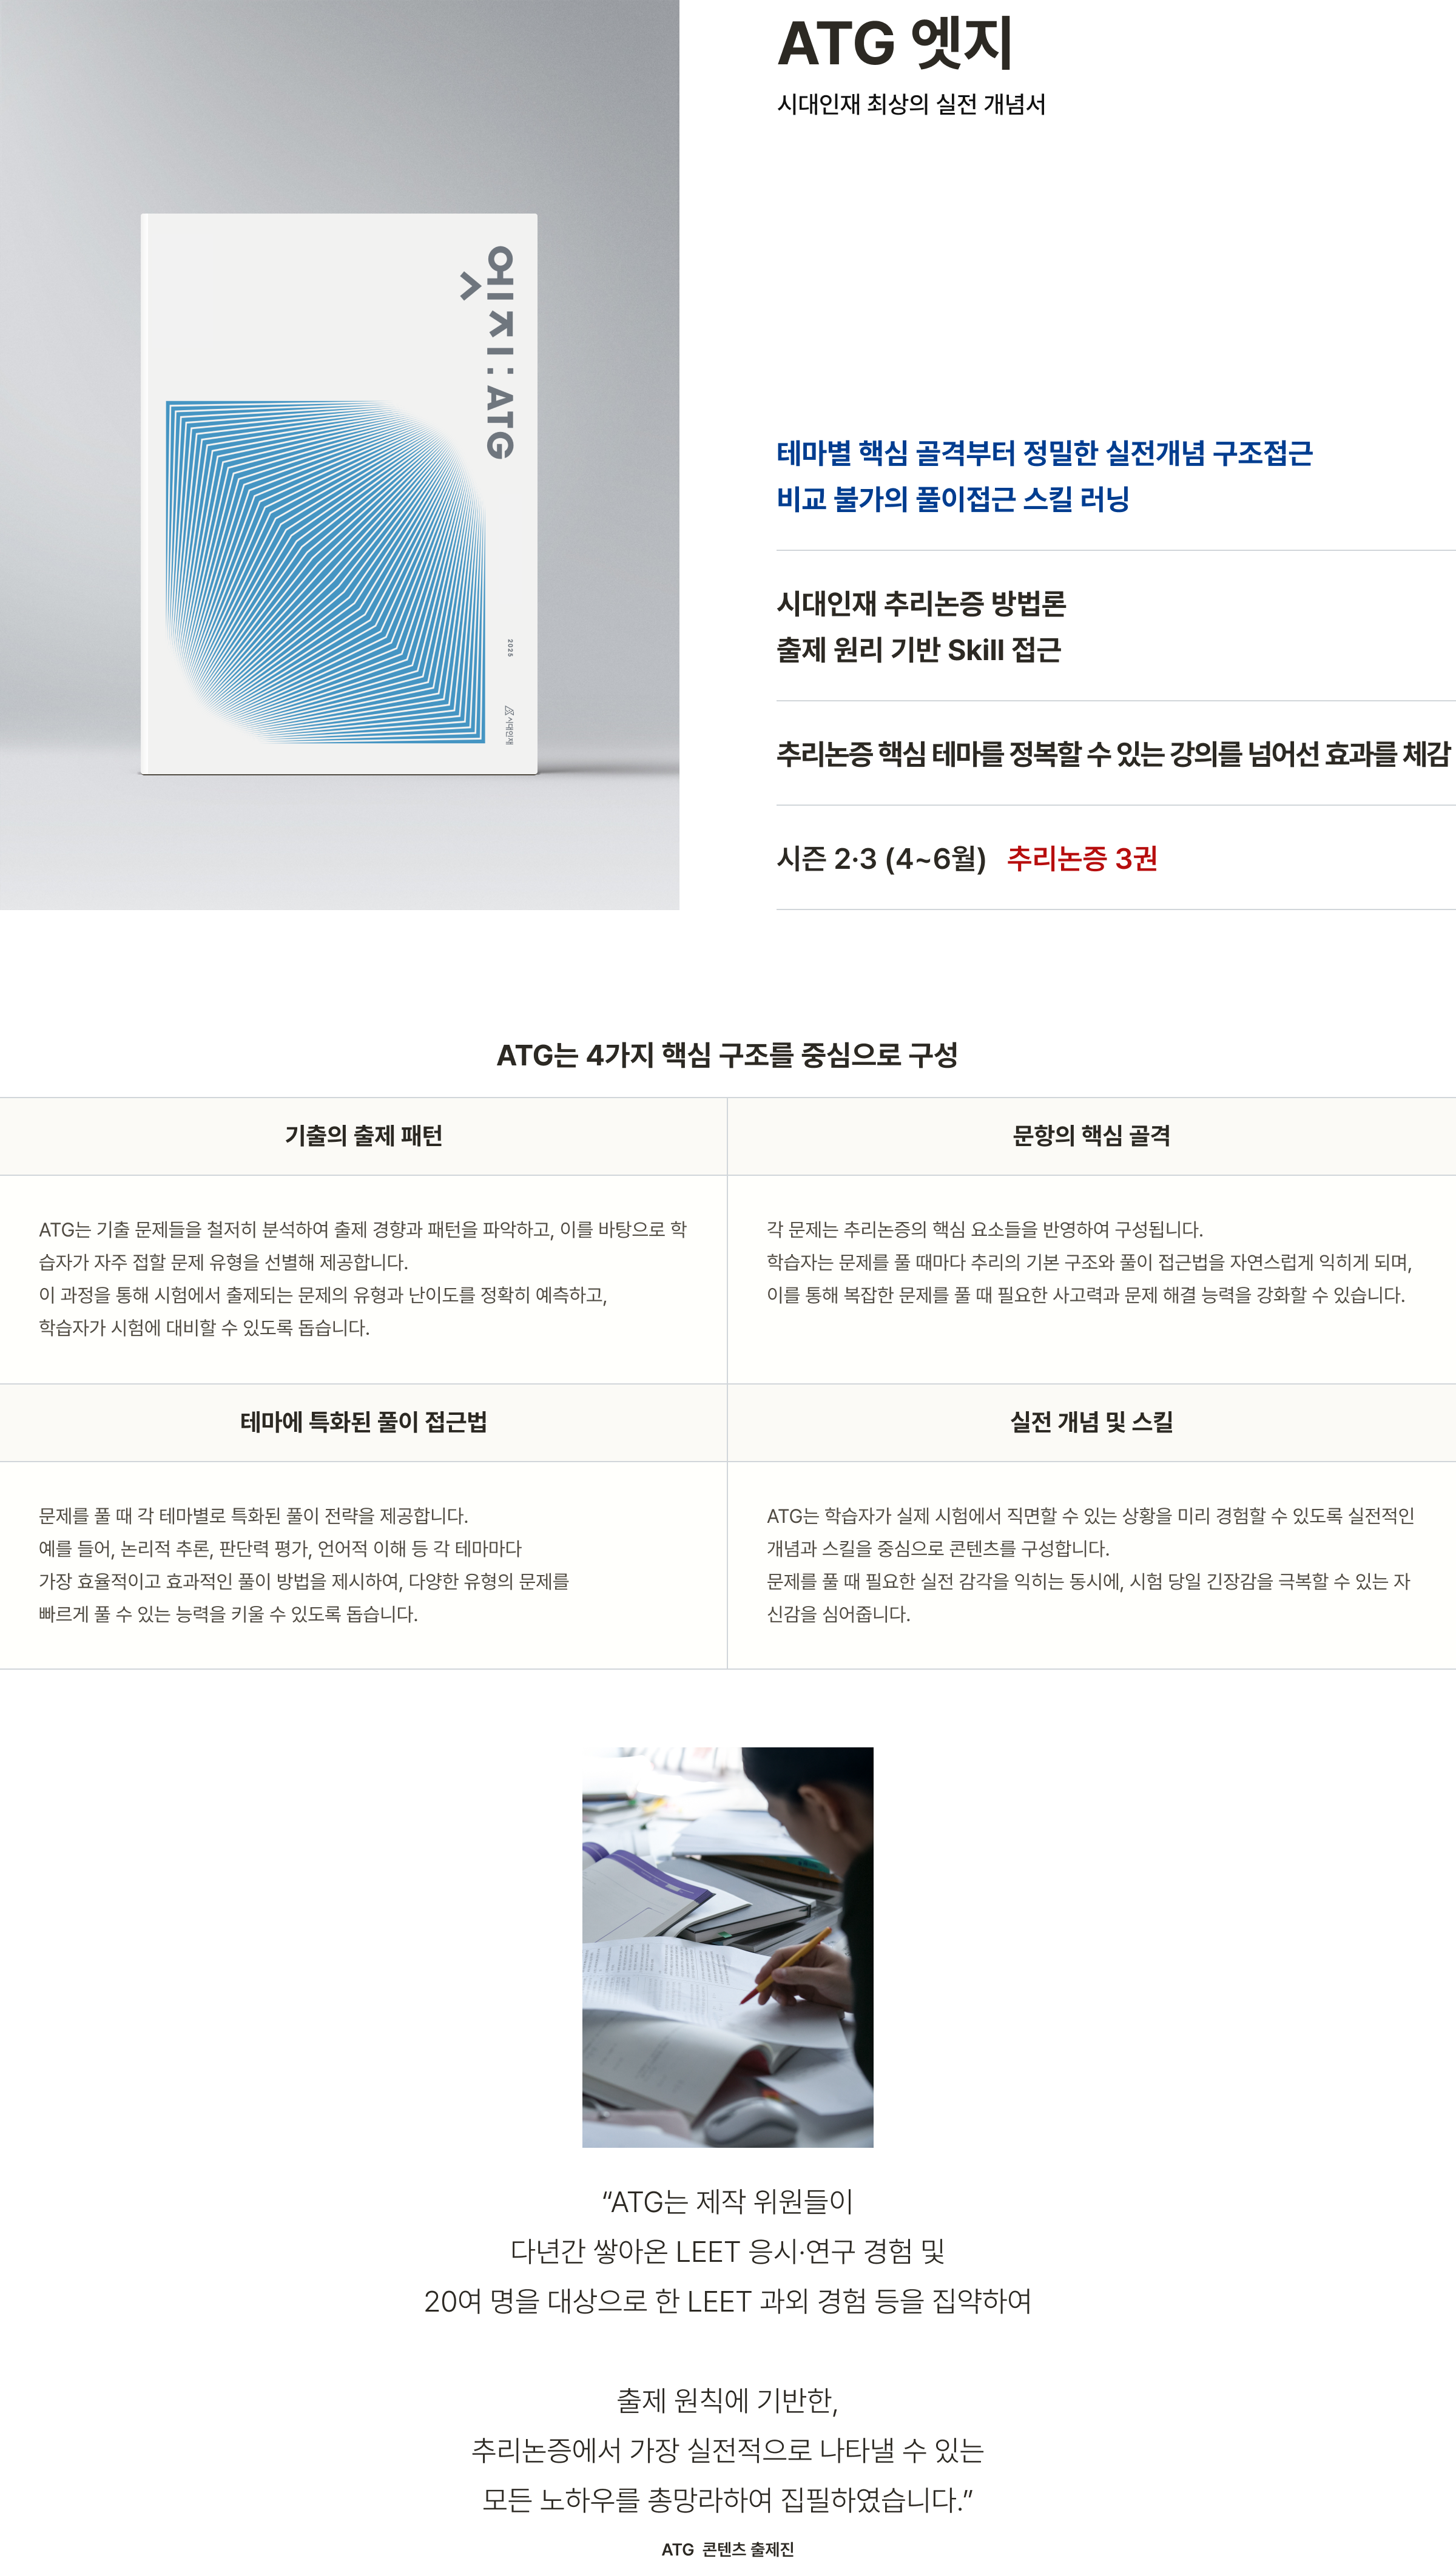 ATG 엣지
시대인재 최상의 실전 개념서
엣지: ATG
2025
시대인재
테마별 핵심 골격부터 정밀한 실전개념 구조접근
비교 불가의 풀이접근 스킬 러닝
시대인재 추리논증 방법론
출제 원리 기반 Skill 접근
추리논증 핵심 테마를 정복할 수 있는 강의를 넘어선 효과를 체감
시즌 2·3 (4~6월) 추리논증 3권
ATG는 4가지 핵심 구조를 중심으로 구성
기출의 출제 패턴
ATG는 기출 문제들을 철저히 분석하여 출제 경향과 패턴을 파악하고, 이를 바탕으로 학
습자가 자주 접할 문제 유형을 선별해 제공합니다.
이 과정을 통해 시험에서 출제되는 문제의 유형과 난이도를 정확히 예측하고,
학습자가 시험에 대비할 수 있도록 돕습니다.
문항의 핵심 골격
각 문제는 추리논증의 핵심 요소들을 반영하여 구성됩니다.
학습자는 문제를 풀 때마다 추리의 기본 구조와 풀이 접근법을 자연스럽게 익히게 되며,
이를 통해 복잡한 문제를 풀 때 필요한 사고력과 문제 해결 능력을 강화할 수 있습니다.
테마에 특화된 풀이 접근법
문제를 풀 때 각 테마별로 특화된 풀이 전략을 제공합니다.
예를 들어, 논리적 추론, 판단력 평가, 언어적 이해 등 각 테마마다
가장 효율적이고 효과적인 풀이 방법을 제시하여, 다양한 유형의 문제를
빠르게 풀 수 있는 능력을 키울 수 있도록 돕습니다.
실전 개념 및 스킬
ATG는 학습자가 실제 시험에서 직면할 수 있는 상황을 미리 경험할 수 있도록 실전적인
개념과 스킬을 중심으로 콘텐츠를 구성합니다.
문제를 풀 때 필요한 실전 감각을 익히는 동시에, 시험 당일 긴장감을 극복할 수 있는 자
신감을 심어줍니다.
“ATG는 제작 위원들이
다년간 쌓아온 LEET 응시·연구 경험 및
20여 명을 대상으로 한 LEET 과외 경험 등을 집약하여
출제 원칙에 기반한,
추리논증에서 가장 실전적으로 나타낼 수 있는
모든 노하우를 총망라하여 집필하였습니다.”
ATG 콘텐츠 출제진